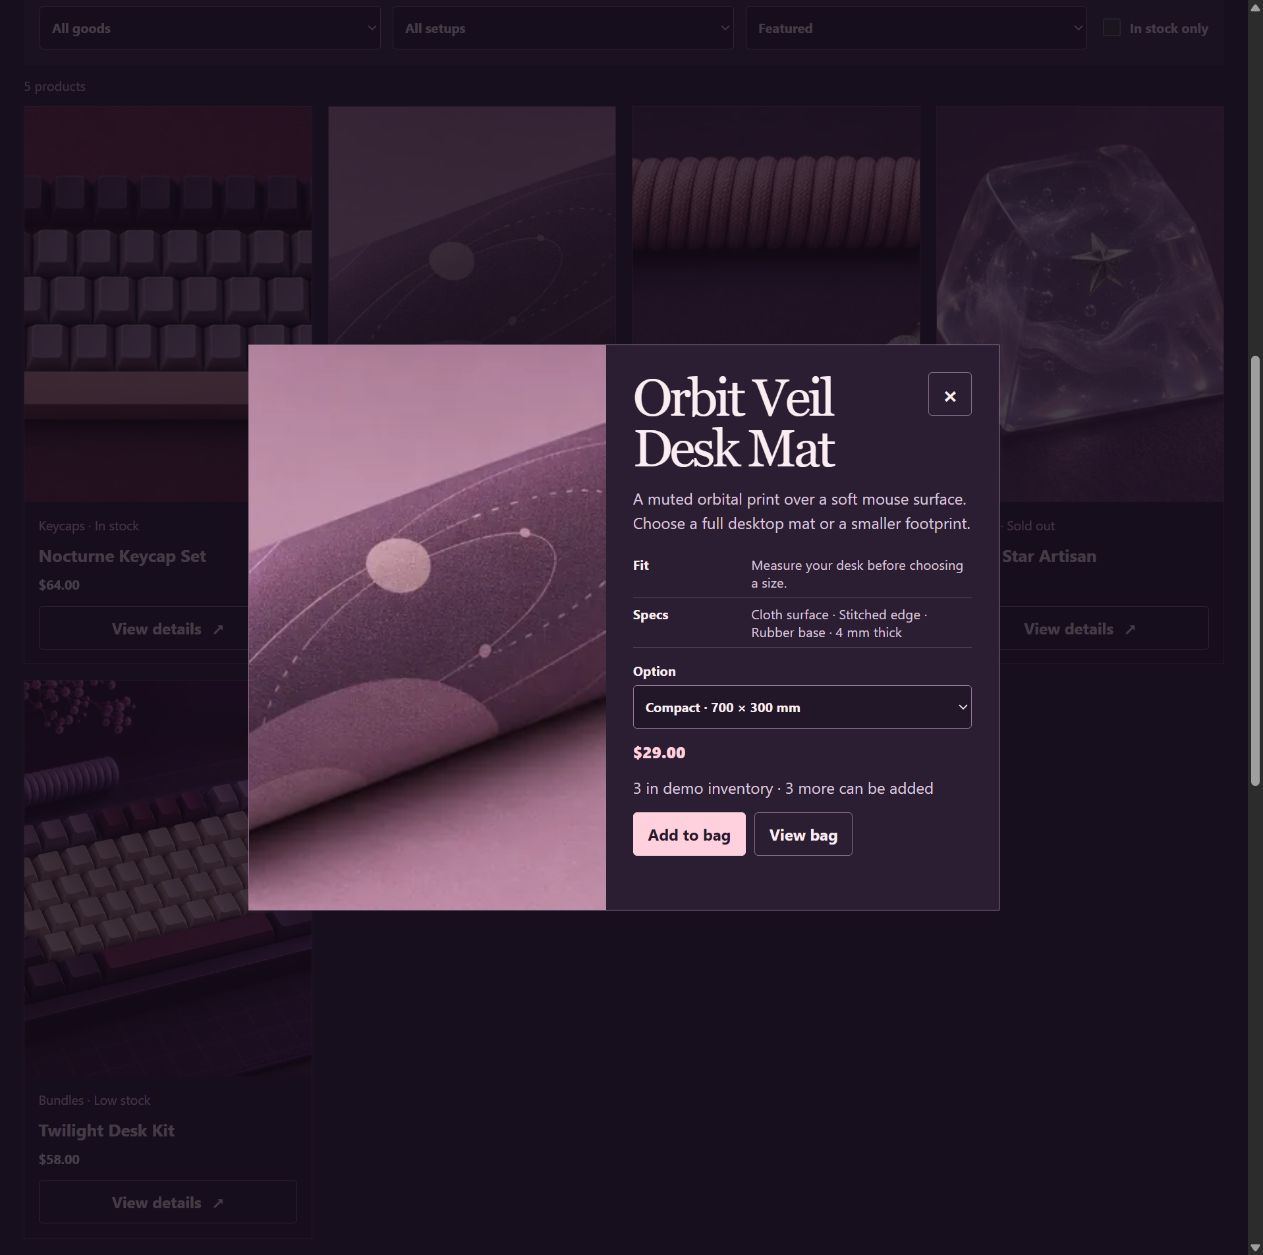 All goods
All setups
Featured
In stock only
5 products
Keycaps · In stock
Nocturne Keycap Set
$64.00
View details ↗
Orbit Veil
Desk Mat
×
A muted orbital print over a soft mouse surface.
Choose a full desktop mat or a smaller footprint.
Fit
Measure your desk before choosing
a size.
Specs
Cloth surface · Stitched edge ·
Rubber base · 4 mm thick
Option
Compact · 700 × 300 mm
$29.00
3 in demo inventory · 3 more can be added
Add to bag
View bag
· Sold out
Star Artisan
View details ↗
Bundles · Low stock
Twilight Desk Kit
$58.00
View details ↗